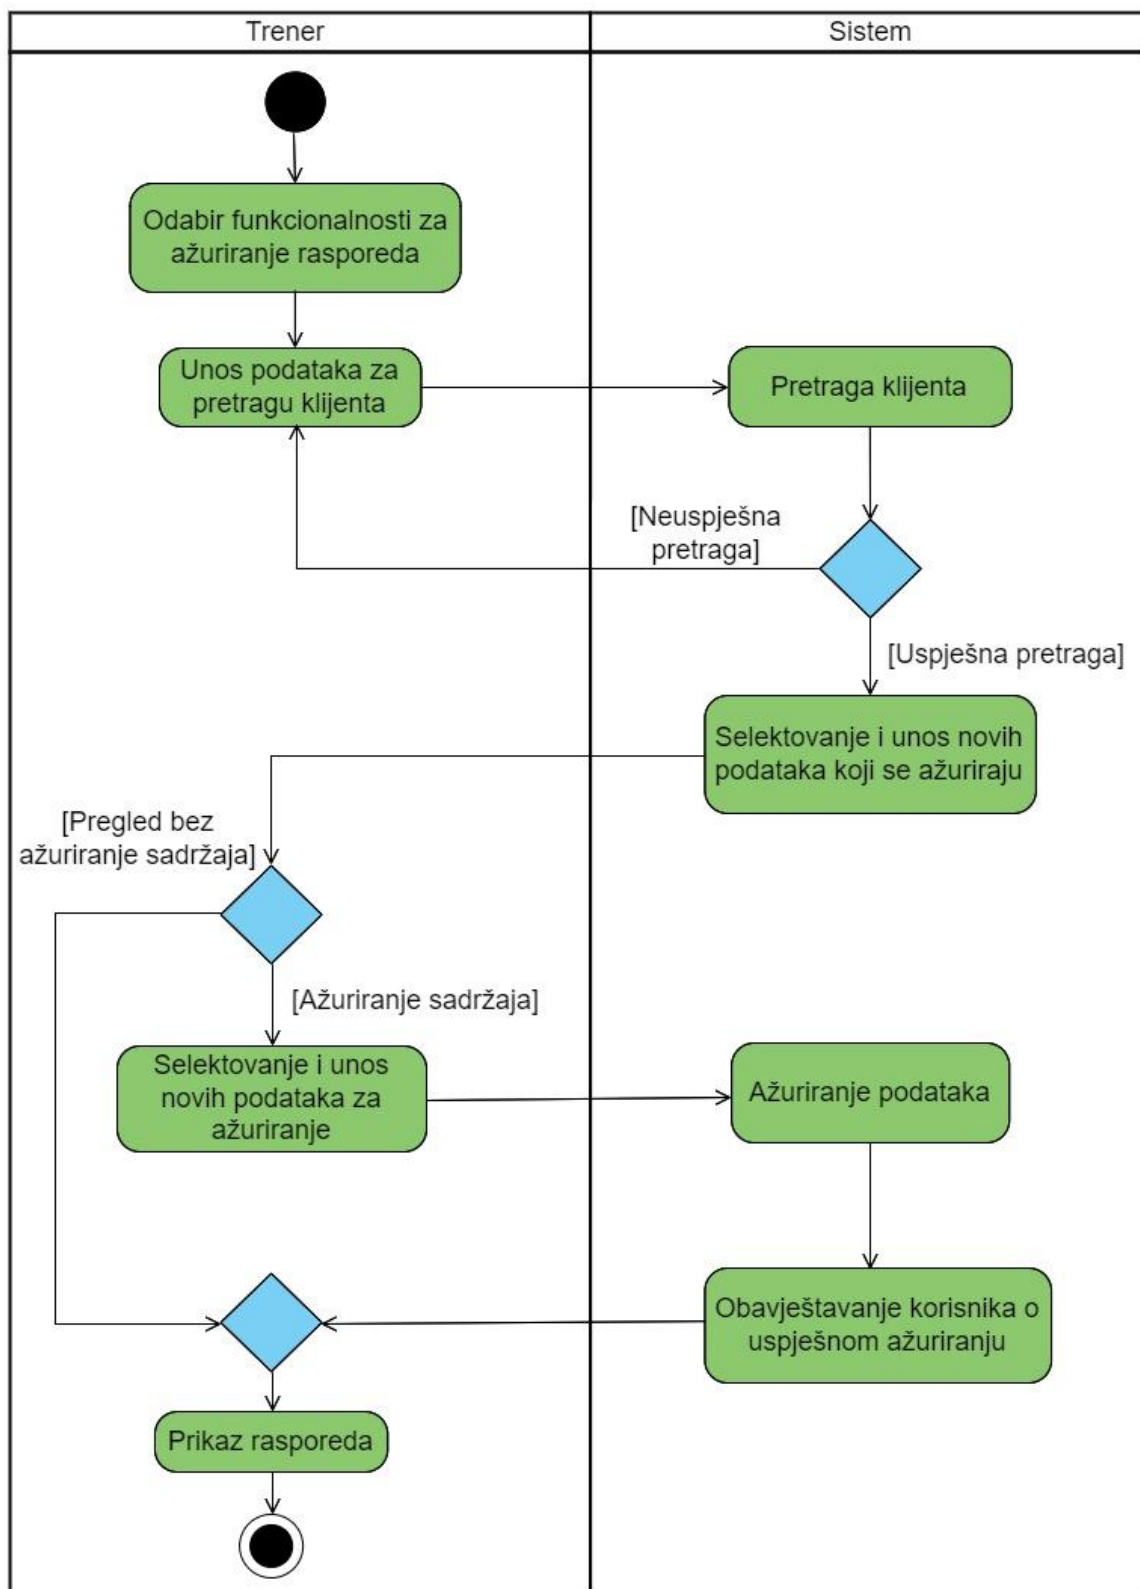 Trener
Sistem
Odabir funkcionalnosti za
ažuriranje rasporeda
Unos podataka za
pretragu klijenta
Pretraga klijenta
[Neuspješna
pretraga]
[Uspješna pretraga]
Selektovanje i unos novih
podataka koji se ažuriraju
[Pregled bez
ažuriranje sadržaja]
[Ažuriranje sadržaja]
Selektovanje i unos
novih podataka za
ažuriranje
Ažuriranje podataka
Obavještavanje korisnika o
uspješnom ažuriranju
Prikaz rasporeda